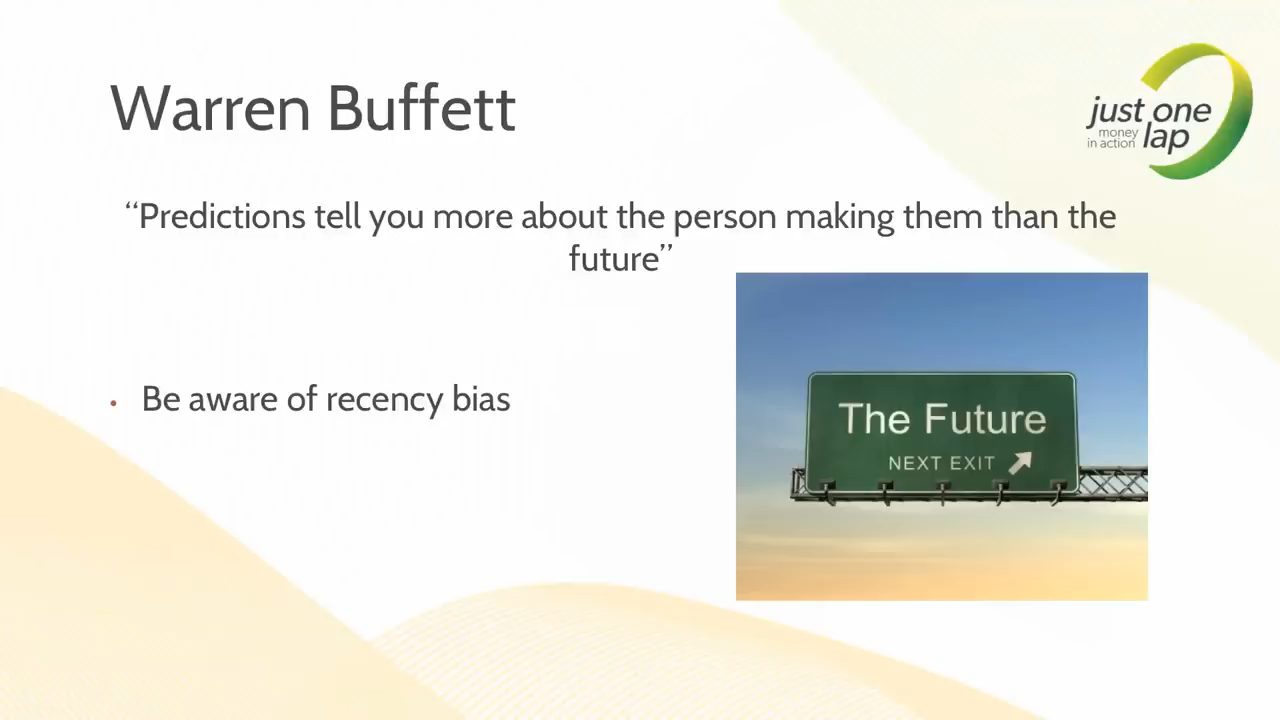 Warren Buffett
just one
money
in action lap
“Predictions tell you more about the person making them than the
future”
• Be aware of recency bias
The Future
NEXT EXIT